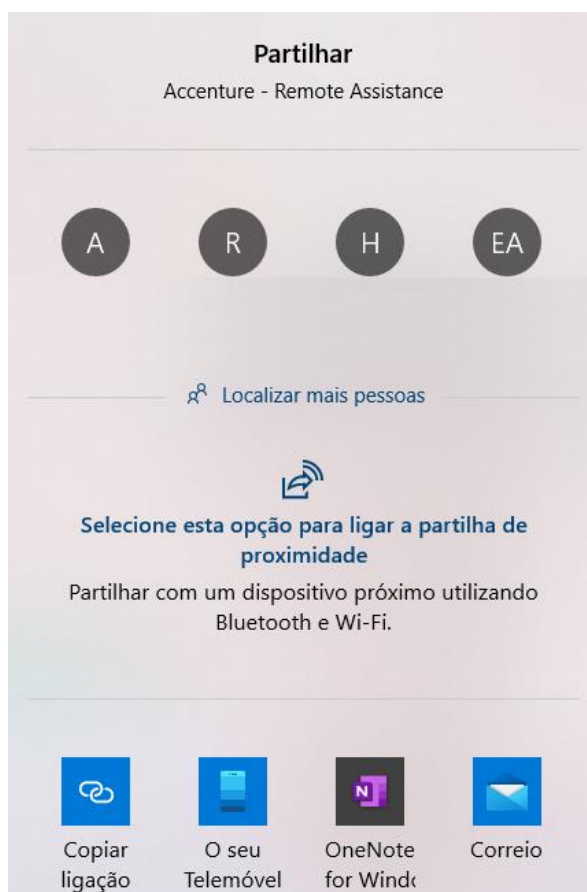 Partilhar
Accenture - Remote Assistance
A R H EA
Localizar mais pessoas
Selecione esta opção para ligar a partilha de
proximidade
Partilhar com um dispositivo próximo utilizando
Bluetooth e Wi-Fi.
N
Copiar O seu OneNote Correio
ligação Telemóvel for